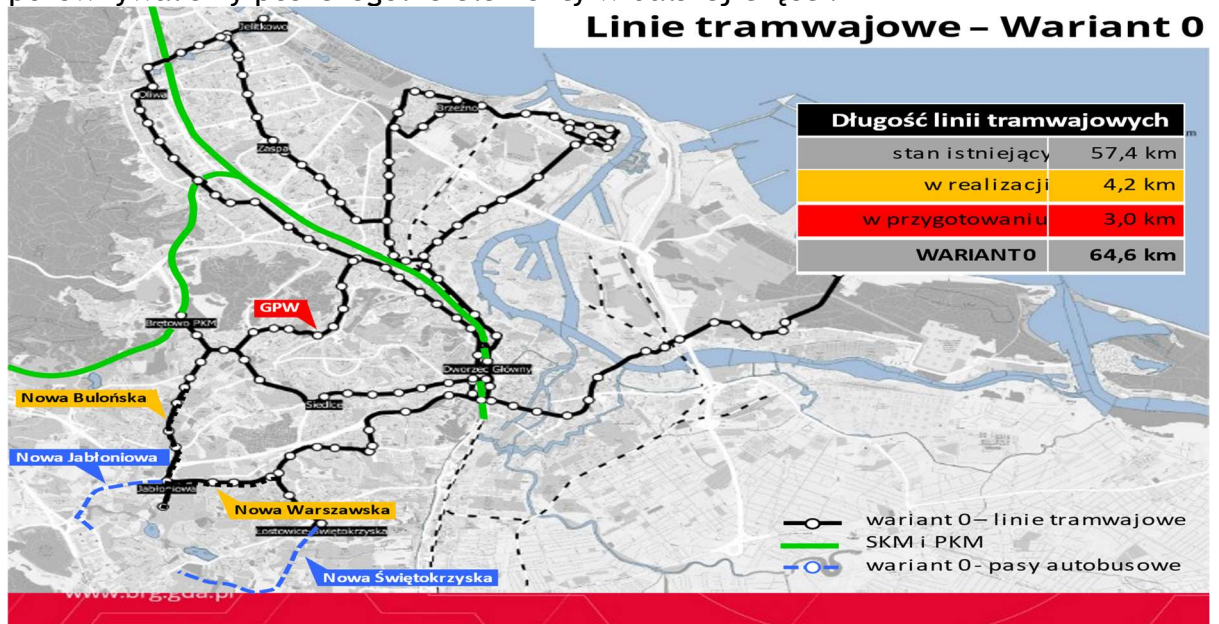 Linie tramwajowe – Wariant 0
Jelitkowo
Oliwa
Brzeźno
Zaspa
Długość linii tramwajowych
stan istniejący 57,4 km
w realizacji 4,2 km
w przygotowaniu 3,0 km
WARIANT0 64,6 km
GPW
Brętowo PKM
Dworzec Główny
Nowa Bulońska
Siedlce
Nowa Jabłoniowa
Jabłoniowa
Nowa Warszawska
Łostowice Świętokrzyska
Nowa Świętokrzyska
wariant 0 – linie tramwajowe
SKM i PKM
wariant 0 - pasy autobusowe
www.brg.gda.pl